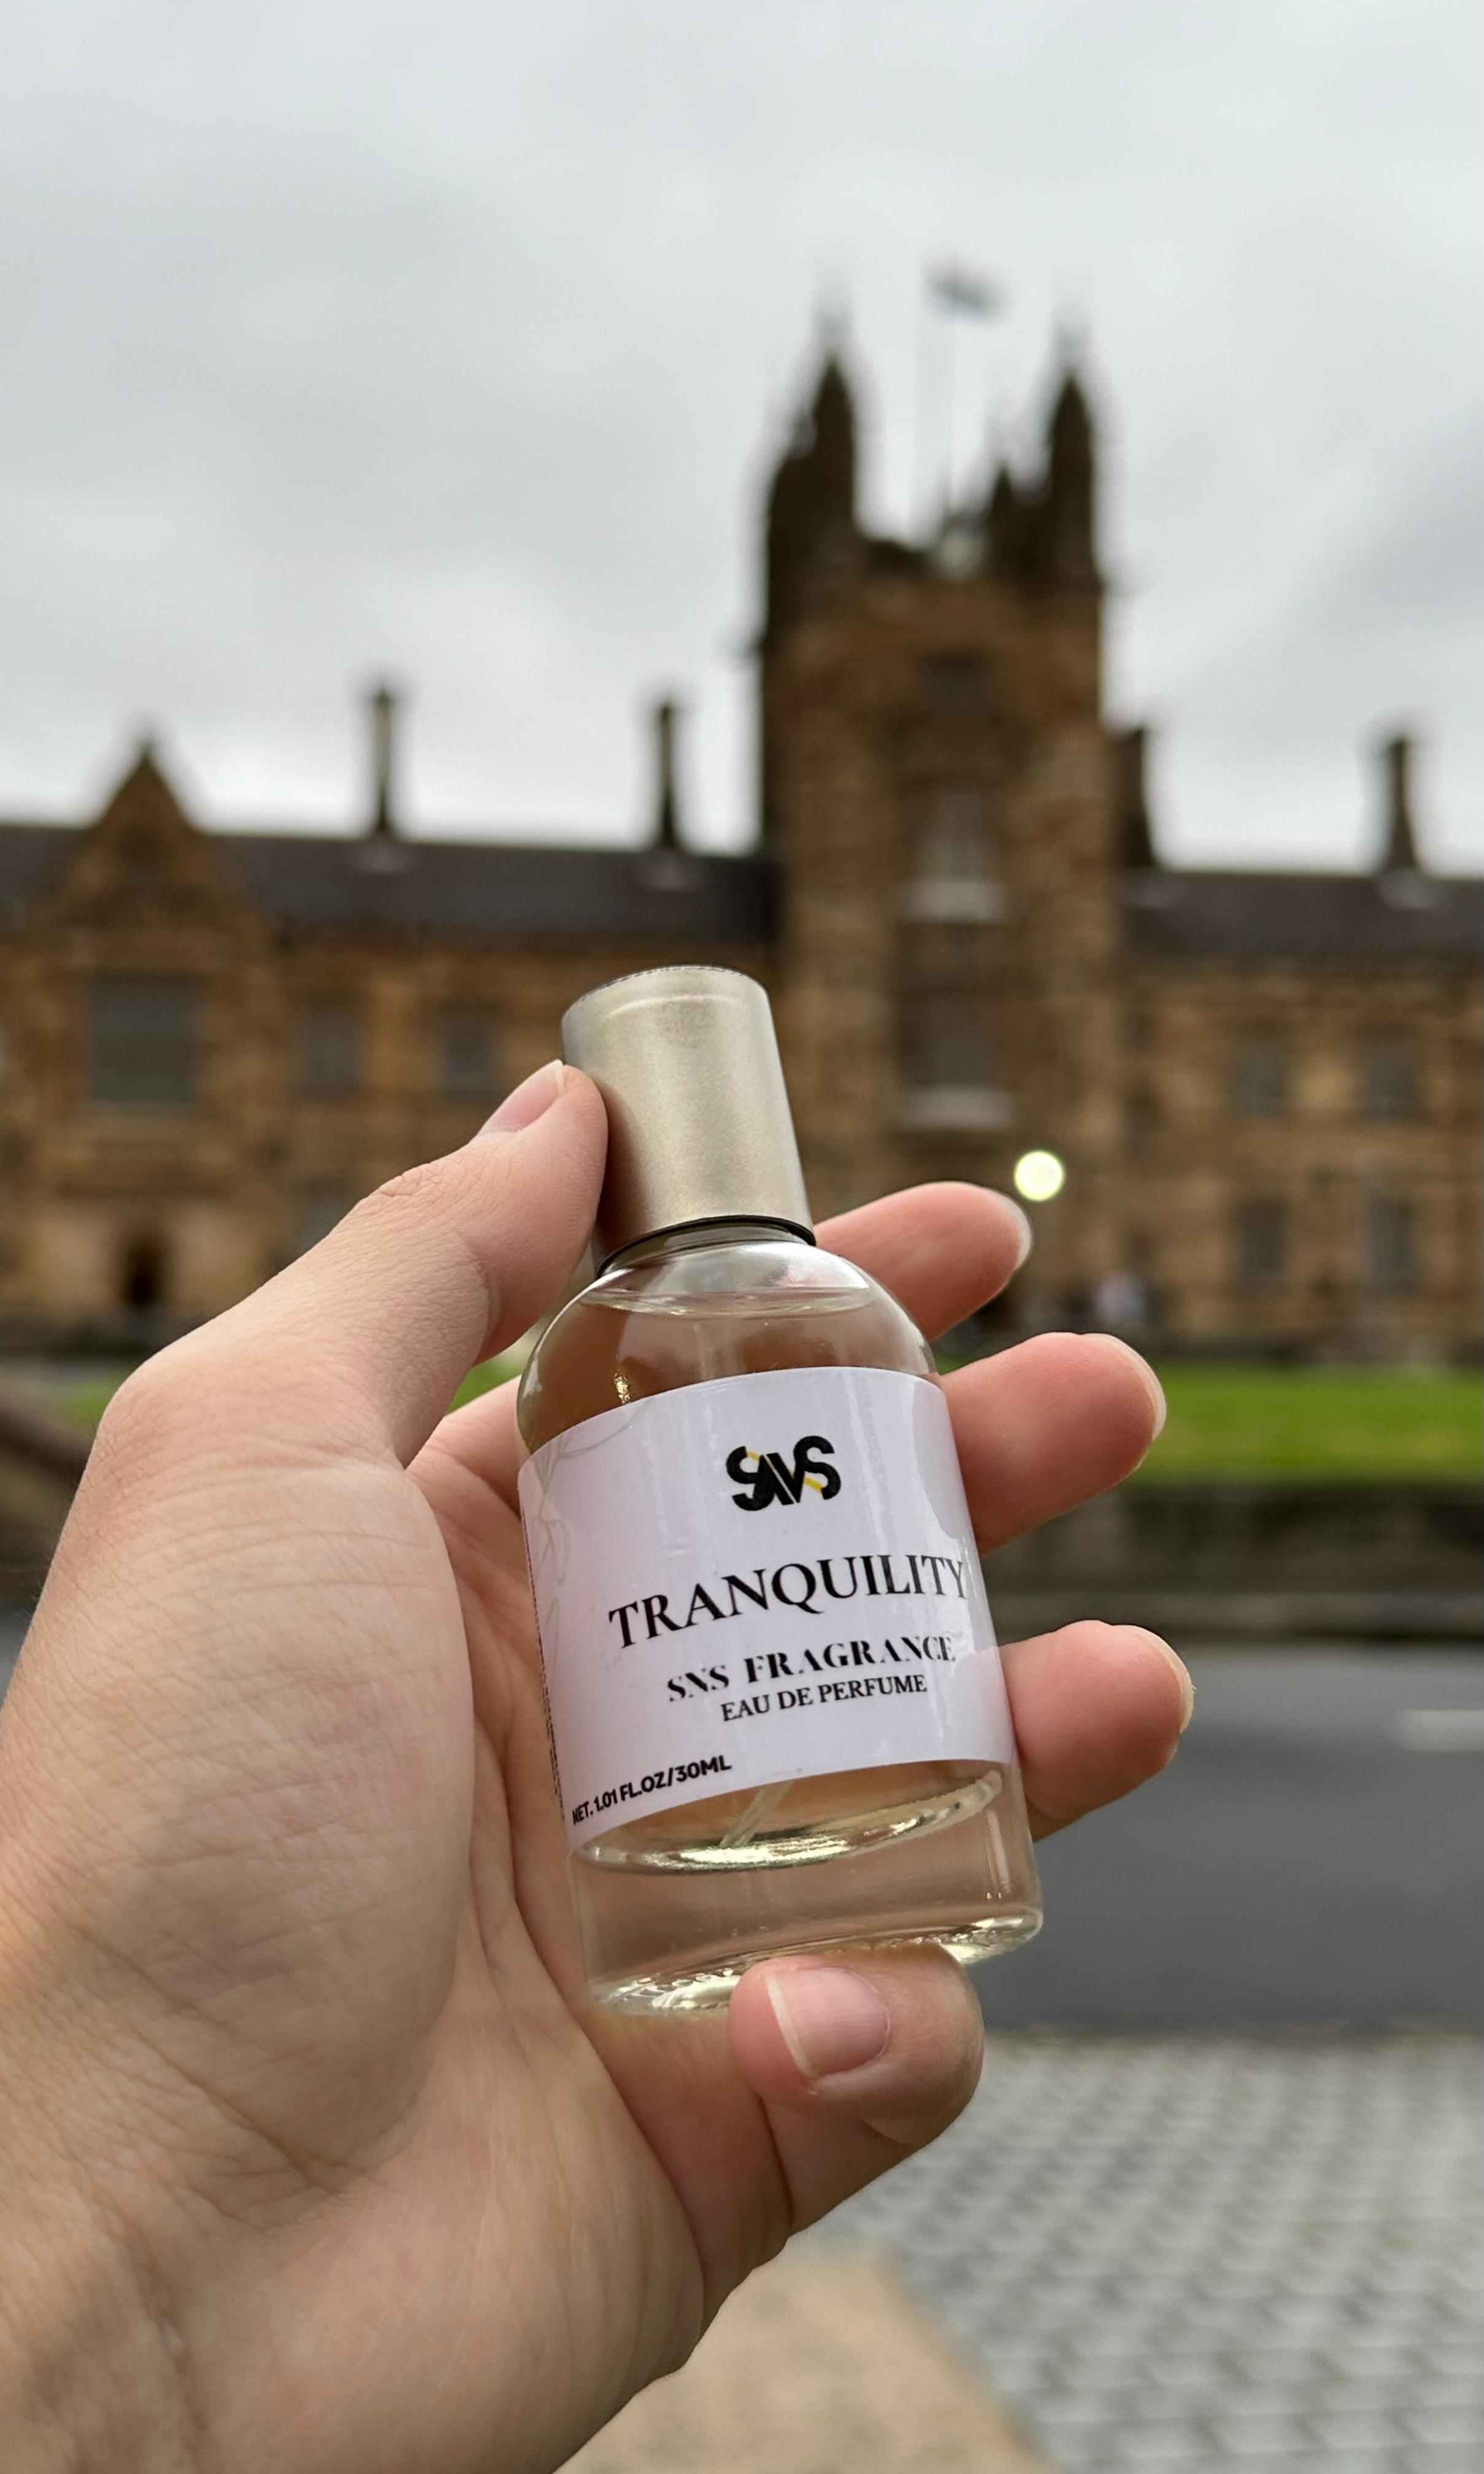 SNS
TRANQUILITY
SNS FRAGRANCE
EAU DE PERFUME
NET. 1.01 FL.OZ/30ML